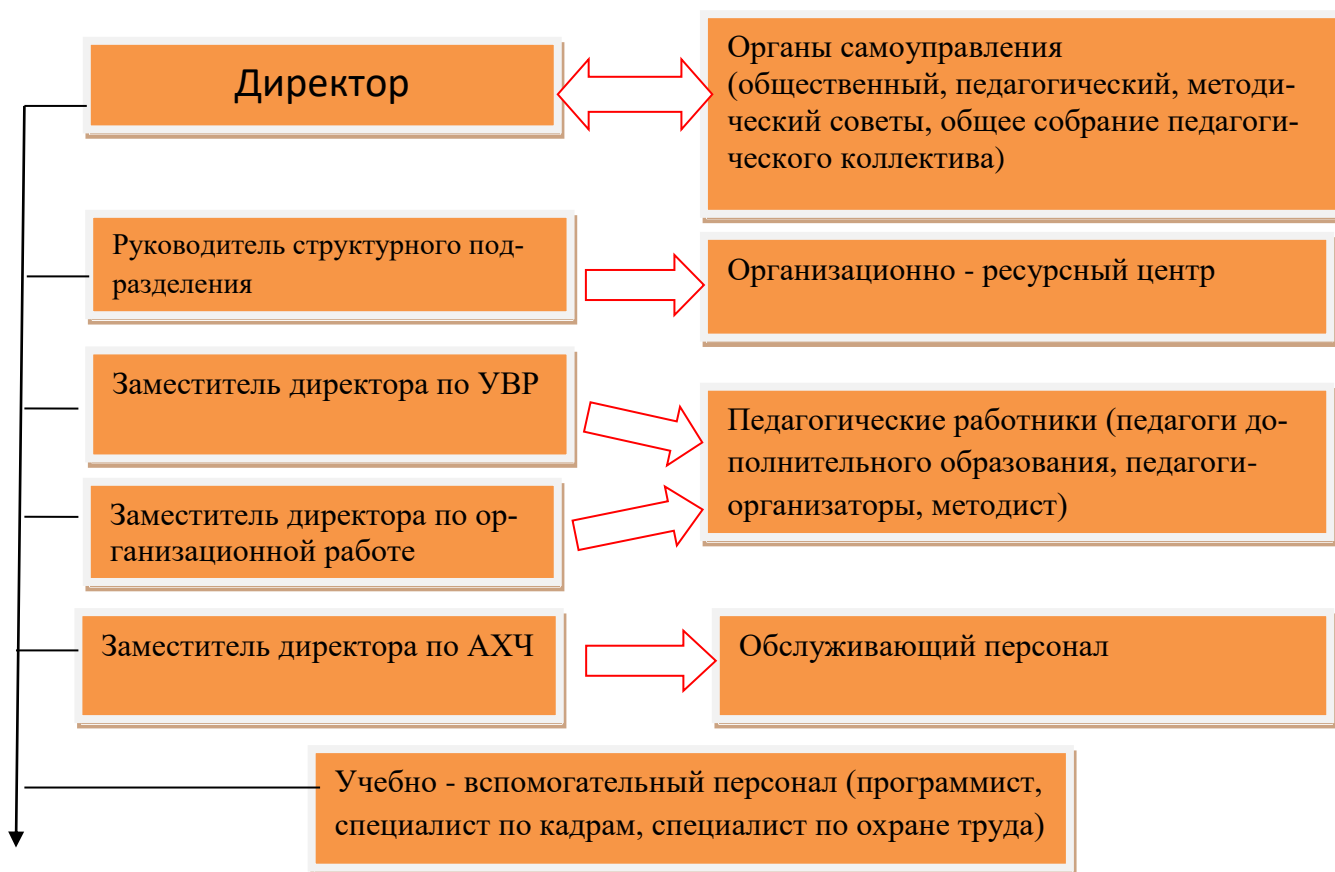 Директор
Органы самоуправления
(общественный, педагогический, методи-
ческий советы, общее собрание педагоги-
ческого коллектива)
Руководитель структурного под-
разделения
Организационно - ресурсный центр
Заместитель директора по УВР
Педагогические работники (педагоги до-
полнительного образования, педагоги-
организаторы, методист)
Заместитель директора по ор-
ганизационной работе
Заместитель директора по АХЧ
Обслуживающий персонал
Учебно - вспомогательный персонал (программист,
специалист по кадрам, специалист по охране труда)